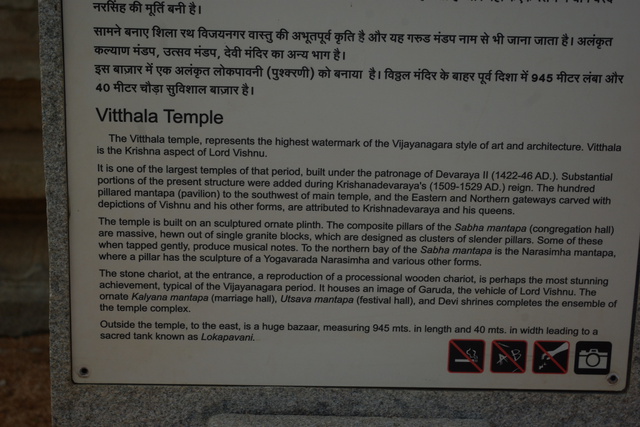 नरसिंह की मूर्ति बनी है।
सामने बनाए शिला रथ विजयनगर वास्तु की अभूतपूर्व कृति है और यह गरुड मंडप नाम से भी जाना जाता है। अलंकृत
कल्याण मंडप, उत्सव मंडप, देवी मंदिर का अन्य भाग है।
इस बाज़ार में एक अलंकृत लोकपावनी (पुश्करणी) को बनाया है। विठ्ठल मंदिर के बाहर पूर्व दिशा में 945 मीटर लंबा और
40 मीटर चौड़ा सुविशाल बाज़ार है।
Vitthala Temple
The Vitthala temple, represents the highest watermark of the Vijayanagara style of art and architecture. Vitthala
is the Krishna aspect of Lord Vishnu.
It is one of the largest temples of that period, built under the patronage of Devaraya II (1422-46 AD.). Substantial
portions of the present structure were added during Krishanadevaraya's (1509-1529 AD.) reign. The hundred
pillared mantapa (pavilion) to the southwest of main temple, and the Eastern and Northern gateways carved with
depictions of Vishnu and his other forms, are attributed to Krishnadevaraya and his queens.
The temple is built on an sculptured ornate plinth. The composite pillars of the Sabha mantapa (congregation hall)
are massive, hewn out of single granite blocks, which are designed as clusters of slender pillars. Some of these
when tapped gently, produce musical notes. To the northern bay of the Sabha mantapa is the Narasimha mantapa,
where a pillar has the sculpture of a Yogavarada Narasimha and various other forms.
The stone chariot, at the entrance, a reproduction of a processional wooden chariot, is perhaps the most stunning
achievement, typical of the Vijayanagara period. It houses an image of Garuda, the vehicle of Lord Vishnu. The
ornate Kalyana mantapa (marriage hall), Utsava mantapa (festival hall), and Devi shrines completes the ensemble of
the temple complex.
Outside the temple, to the east, is a huge bazaar, measuring 945 mts. in length and 40 mts. in width leading to a
sacred tank known as Lokapavani.